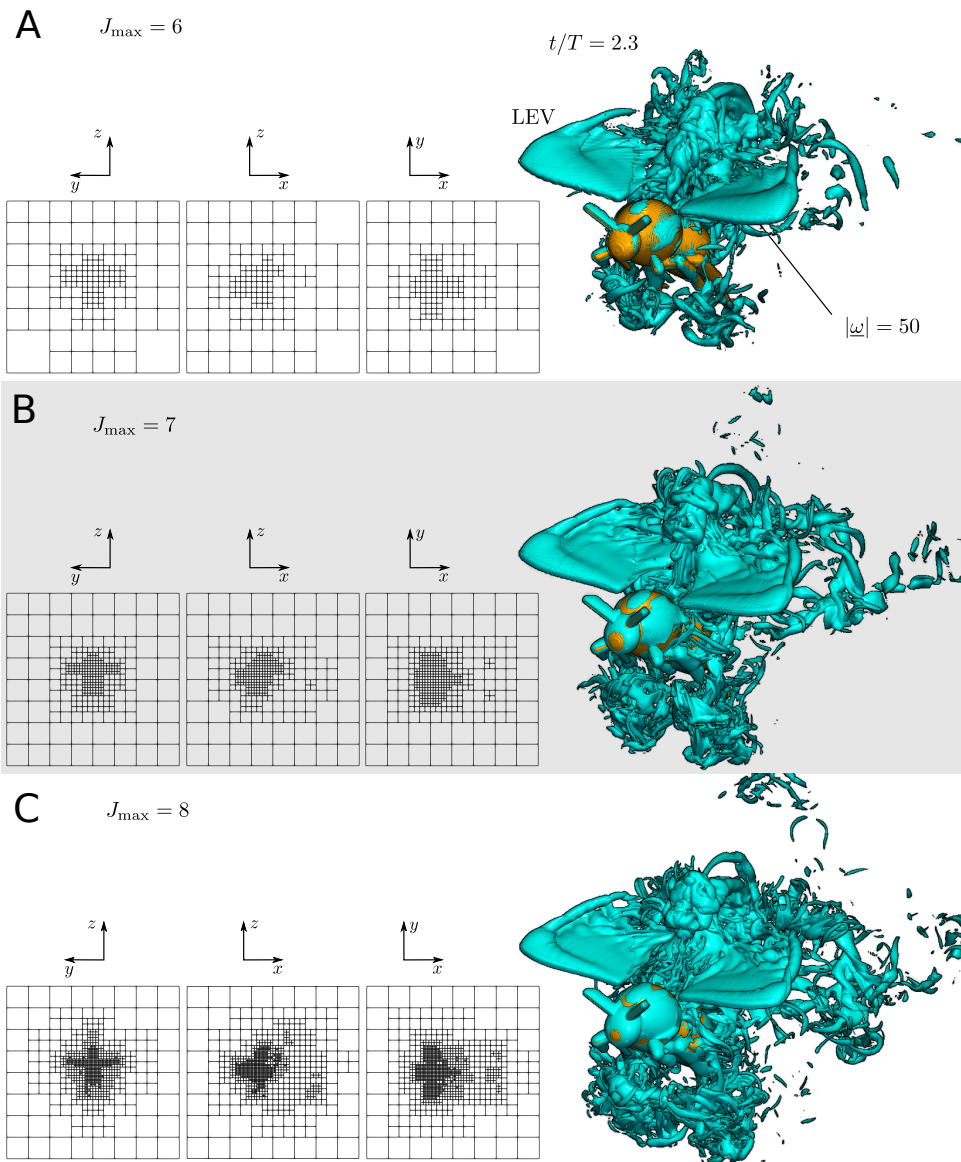 A
J_max = 6
t/T = 2.3
LEV
z
y
z
x
y
x
|ω| = 50
B
J_max = 7
z
y
z
x
y
x
C
J_max = 8
z
y
z
x
y
x